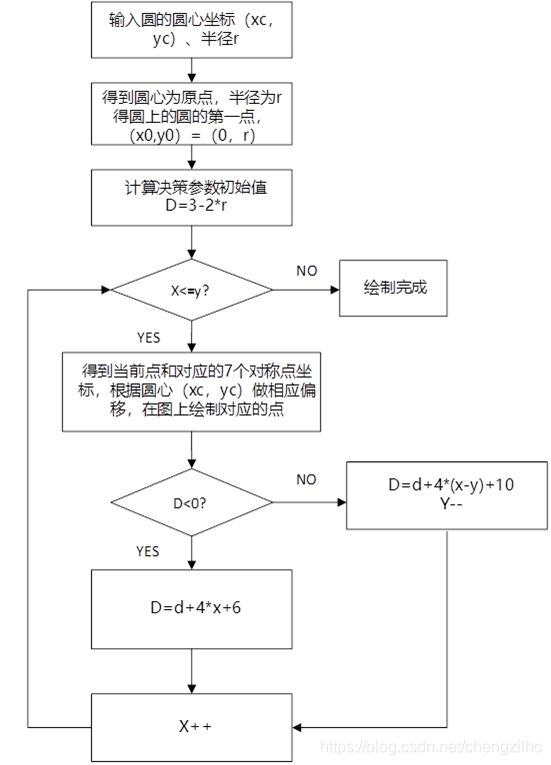 输入圆的圆心坐标（xc，
yc）、半径r
得到圆心为原点，半径为r
得圆上的圆的第一点，
（x0,y0）=（0，r）
计算决策参数初始值
D=3-2*r
X<=y?
NO
绘制完成
YES
得到当前点和对应的7个对称点坐
标，根据圆心（xc，yc）做相应偏
移，在图上绘制对应的点
D<0?
NO
D=d+4*(x-y)+10
Y--
YES
D=d+4*x+6
X++
https://blog.csdn.net/chengzilhc